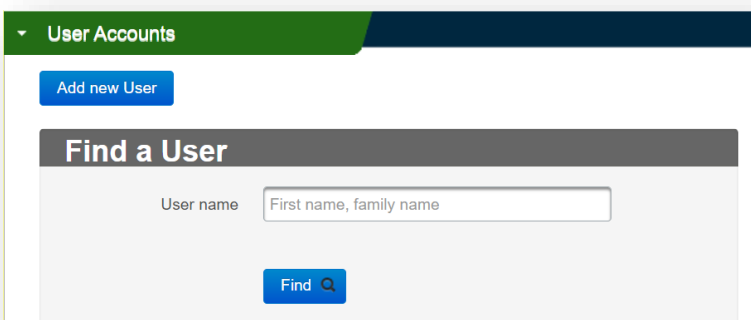 User Accounts
Add new User
Find a User
User name
First name, family name
Find